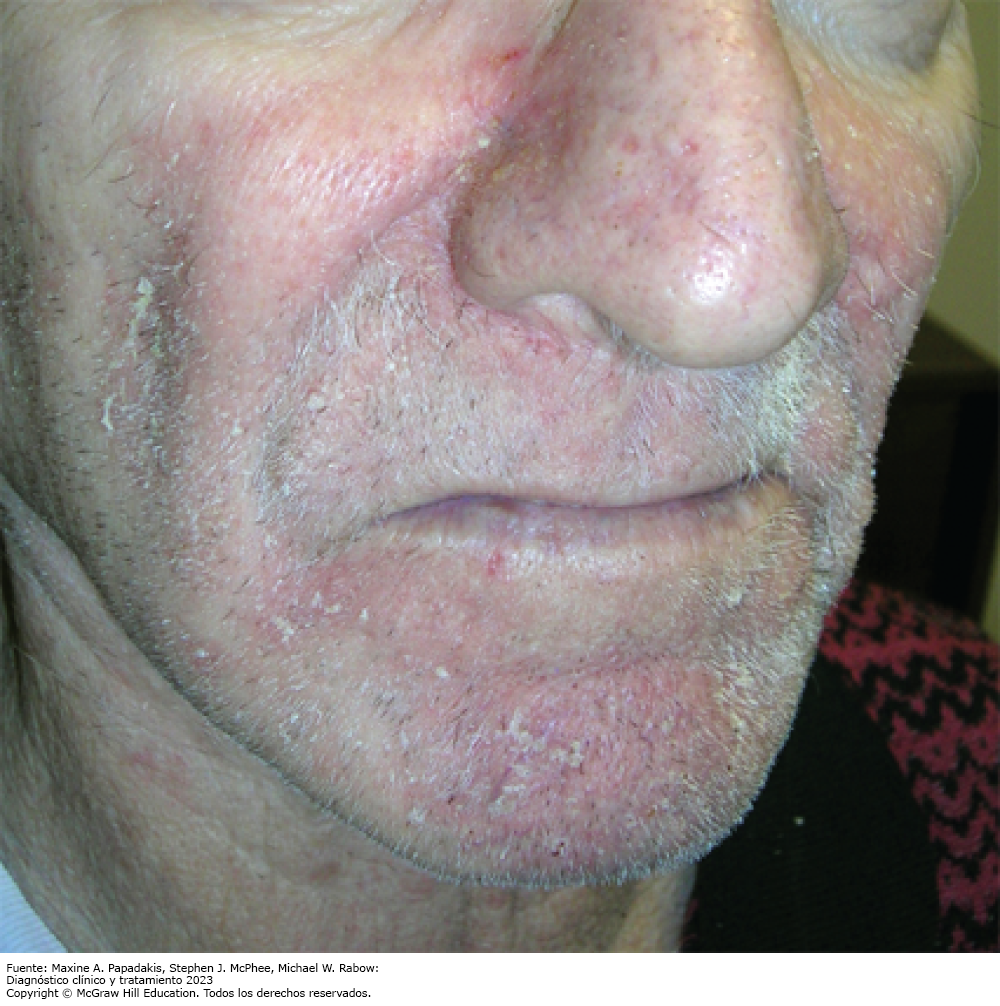 Fuente: Maxine A. Papadakis, Stephen J. McPhee, Michael W. Rabow:
Diagnóstico clínico y tratamiento 2023
Copyright © McGraw Hill Education. Todos los derechos reservados.